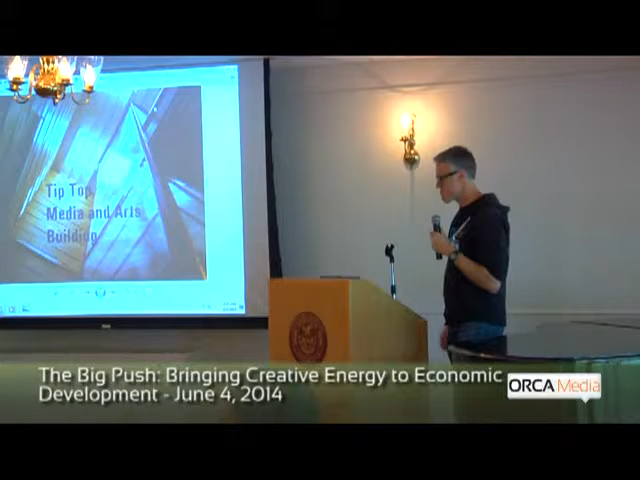 Tip Top
Media and Arts
Building
The Big Push: Bringing Creative Energy to Economic
Development - June 4, 2014
ORCA Media